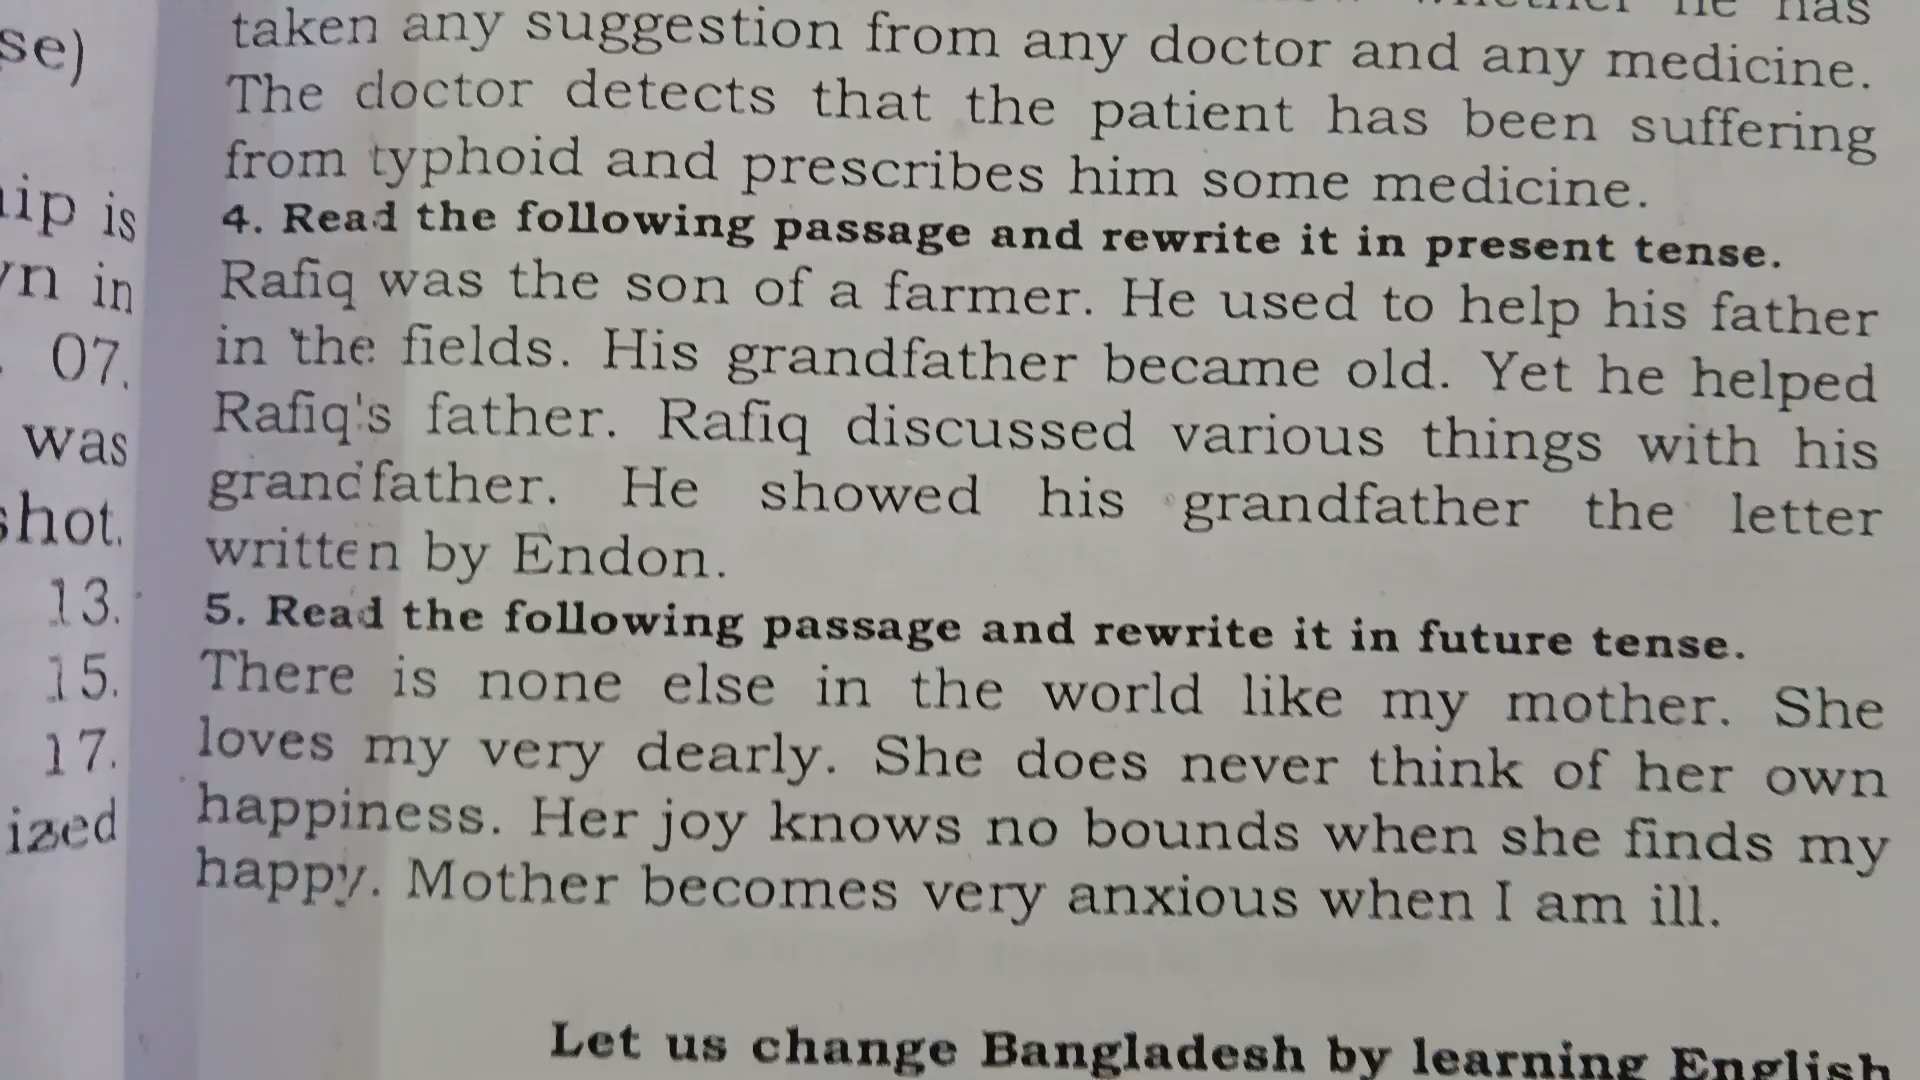 se)
ip is
n in
07.
was
shot.
13.
15.
17.
ized
he has
taken any suggestion from any doctor and any medicine.
The doctor detects that the patient has been suffering
from typhoid and prescribes him some medicine.
4. Read the following passage and rewrite it in present tense.
Rafiq was the son of a farmer. He used to help his father
in the fields. His grandfather became old. Yet he helped
Rafiq's father. Rafiq discussed various things with his
grandfather. He showed his grandfather the letter
written by Endon.
5. Read the following passage and rewrite it in future tense.
There is none else in the world like my mother. She
loves my very dearly. She does never think of her own
happiness. Her joy knows no bounds when she finds my
happy. Mother becomes very anxious when I am ill.
Let us change Bangladesh by learning English